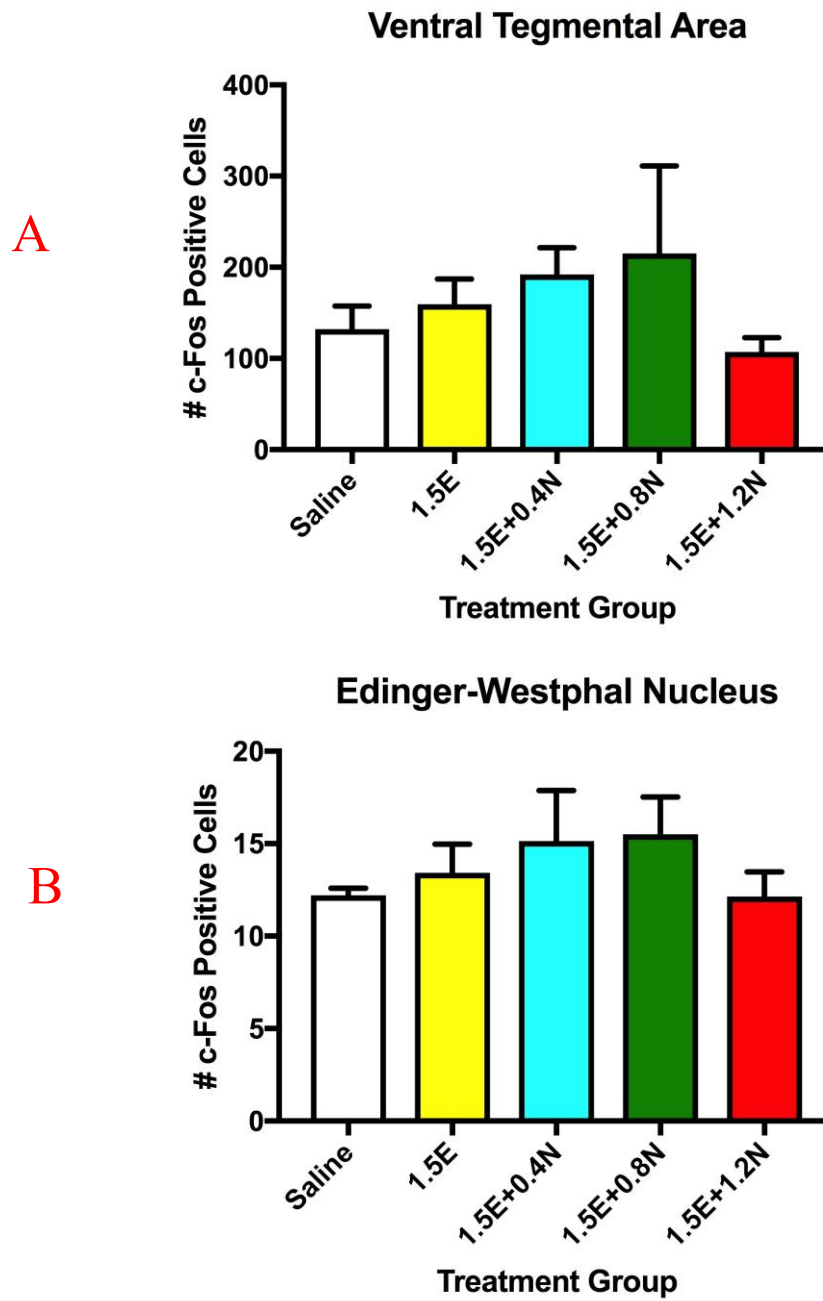 Ventral Tegmental Area
A
# c-Fos Positive Cells
400
300
200
100
0
Saline
1.5E
1.5E+0.4N
1.5E+0.8N
1.5E+1.2N
Treatment Group
Edinger-Westphal Nucleus
B
# c-Fos Positive Cells
20
15
10
5
0
Saline
1.5E
1.5E+0.4N
1.5E+0.8N
1.5E+1.2N
Treatment Group